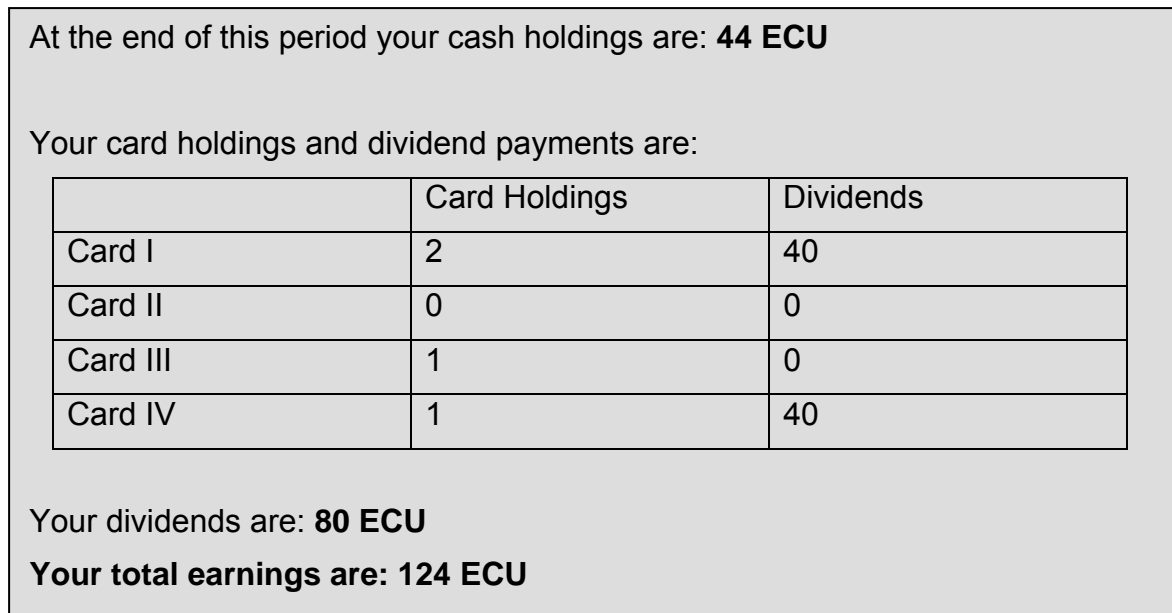 At the end of this period your cash holdings are: 44 ECU
Your card holdings and dividend payments are:
Card Holdings Dividends
Card I 2 40
Card II 0 0
Card III 1 0
Card IV 1 40
Your dividends are: 80 ECU
Your total earnings are: 124 ECU